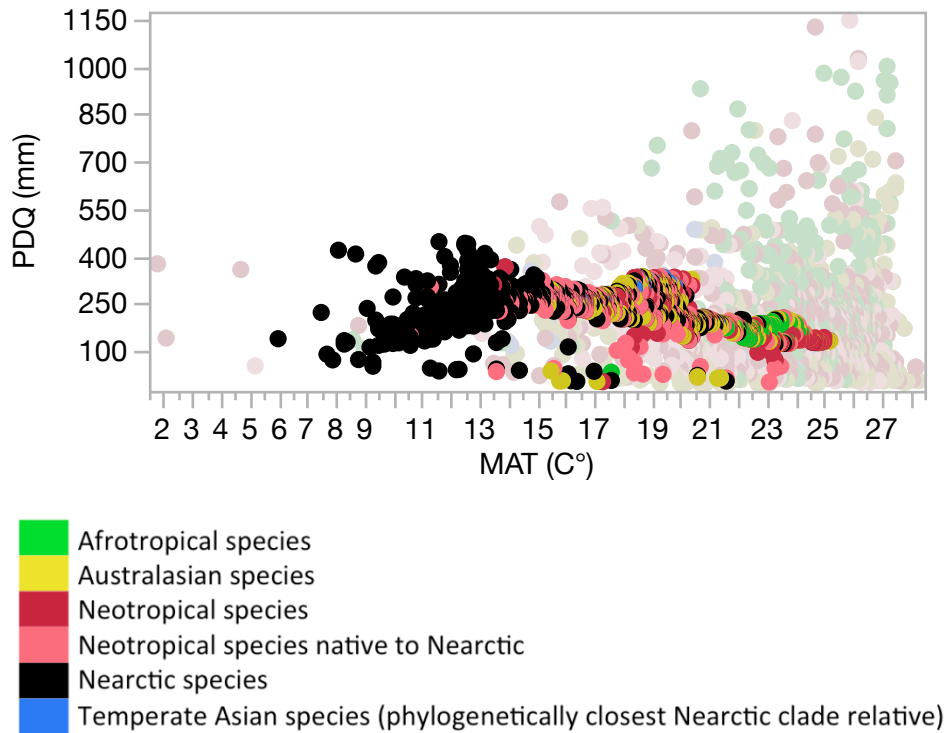 1150
1000
850
700
550
400
250
100
PDQ (mm)
2 3 4 5 6 7 8 9 11 13 15 17 19 21 23 25 27
MAT (C°)
Afrotropical species
Australasian species
Neotropical species
Neotropical species native to Nearctic
Nearctic species
Temperate Asian species (phylogenetically closest Nearctic clade relative)